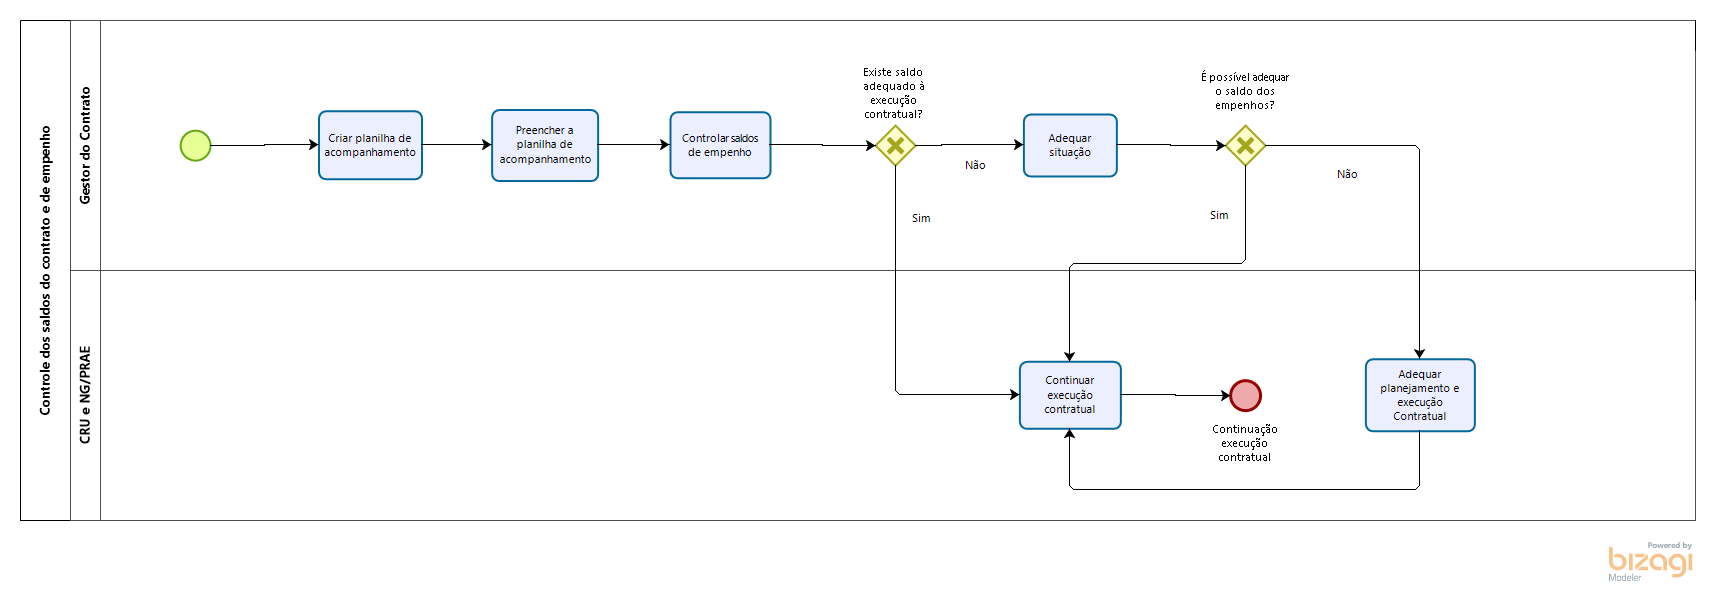 Controle dos saldos do contrato e de empenho
Gestor do Contrato
Criar planilha de
acompanhamento
Preencher a
planilha de
acompanhamento
Controlar saldos
de empenho
Existe saldo
adequado à
execução
contratual?
Não
Sim
Adequar
situação
É possível adequar
o saldo dos
empenhos?
Não
Sim
CRU e NG/PRAE
Continuar
execução
contratual
Continuação
execução
contratual
Adequar
planejamento e
execução
Contratual
Powered by
bizagi
Modeler